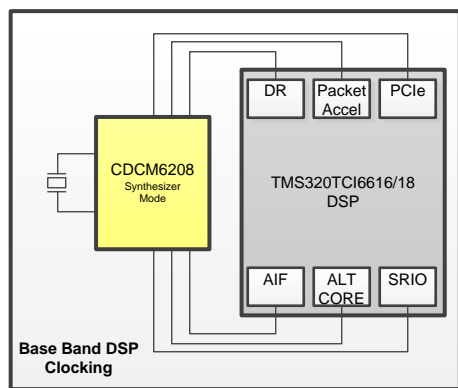 DR
Packet
Accel
PCIe
CDCM6208
Synthesizer
Mode
TMS320TCI6616/18
DSP
AIF
ALT
CORE
SRIO
Base Band DSP
Clocking